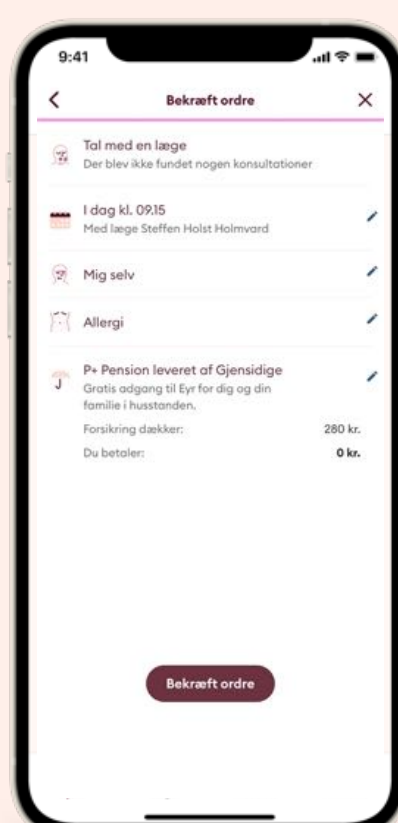 9:41
Bekræft ordre
Tal med en læge
Der blev ikke fundet nogen konsultationer
I dag kl. 09.15
Med læge Steffen Holst Holmvard
Mig selv
Allergi
P+ Pension leveret af Gjensidige
Gratis adgang til Eyr for dig og din
familie i husstanden.
Forsikring dækker: 280 kr.
Du betaler: 0 kr.
Bekræft ordre